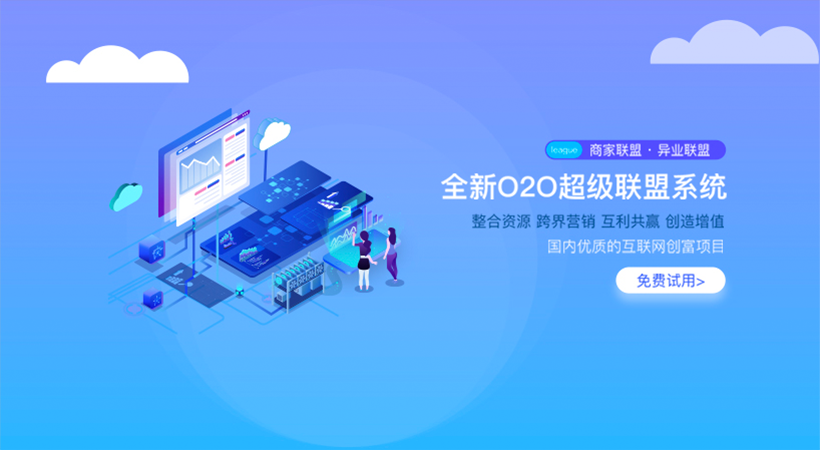 league 商家联盟 · 异业联盟
全新O2O超级联盟系统
整合资源 跨界营销 互利共赢 创造增值
国内优质的互联网创富项目
免费试用>